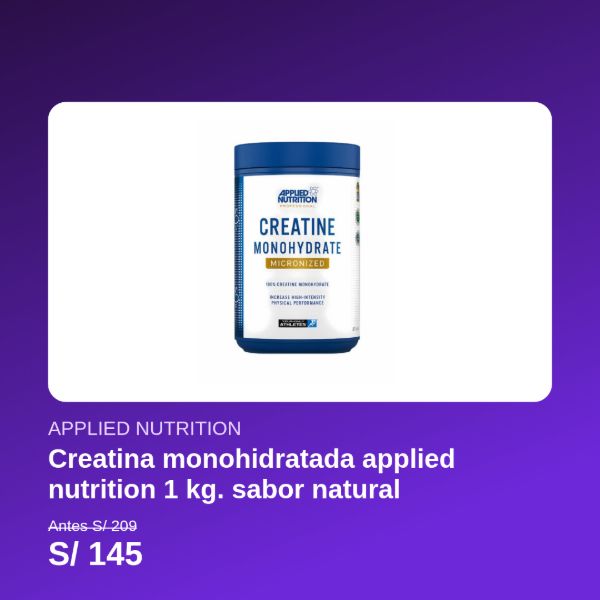 APPLIED
NUTRITION
PROFESSIONAL
CREATINE
MONOHYDRATE
MICRONIZED
100% CREATINE MONOHYDRATE
INCREASE HIGH-INTENSITY
PHYSICAL PERFORMANCE
ATHLETES
APPLIED NUTRITION
Creatina monohidratada applied
nutrition 1 kg. sabor natural
Antes S/ 209
S/ 145